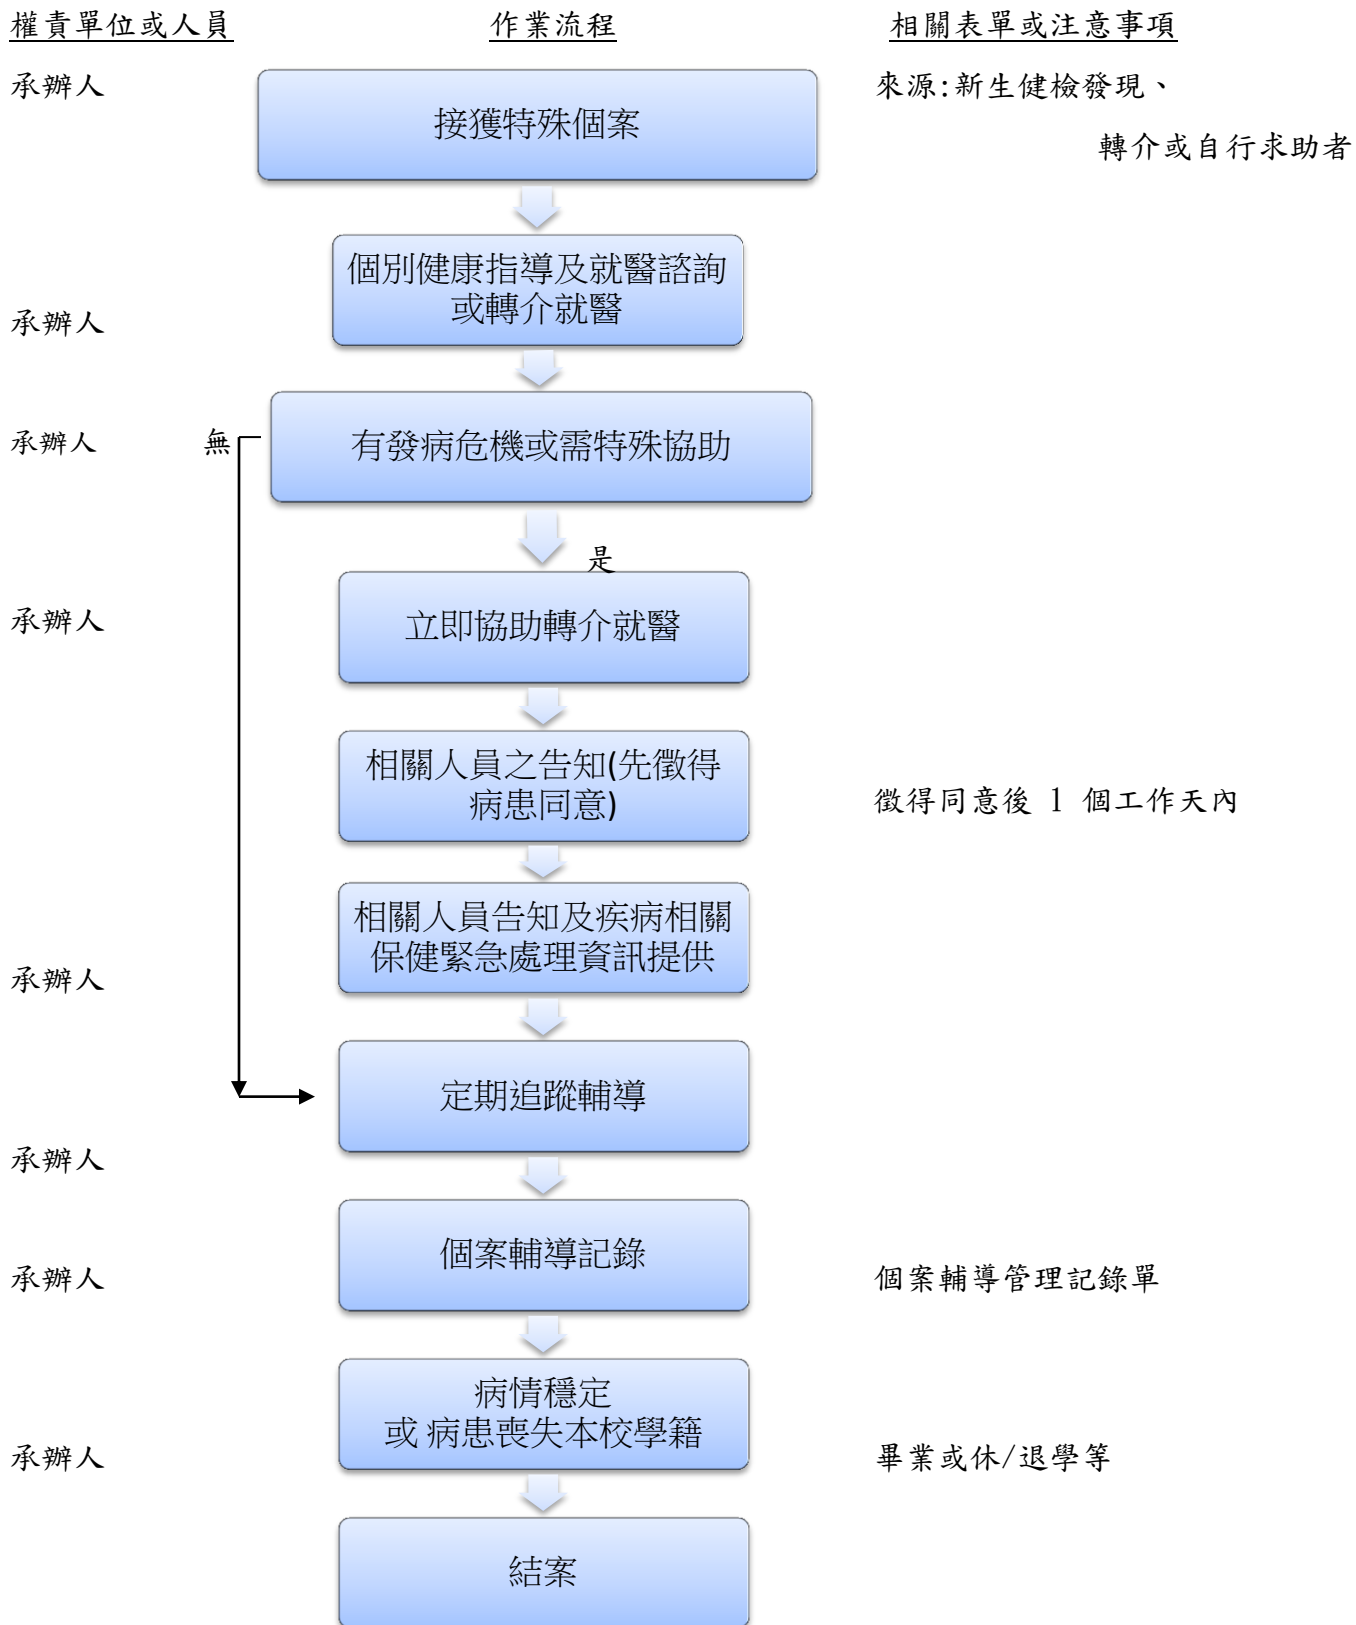 權責單位或人員
作業流程
相關表單或注意事項
承辦人
接獲特殊個案
來源:新生健檢發現、
轉介或自行求助者
個別健康指導及就醫諮詢
或轉介就醫
承辦人
承辦人
無
有發病危機或需特殊協助
是
承辦人
立即協助轉介就醫
相關人員之告知(先徵得
病患同意)
徵得同意後 1 個工作天內
相關人員告知及疾病相關
保健緊急處理資訊提供
承辦人
定期追蹤輔導
承辦人
個案輔導記錄
承辦人
個案輔導管理記錄單
病情穩定
或 病患喪失本校學籍
承辦人
畢業或休/退學等
結案